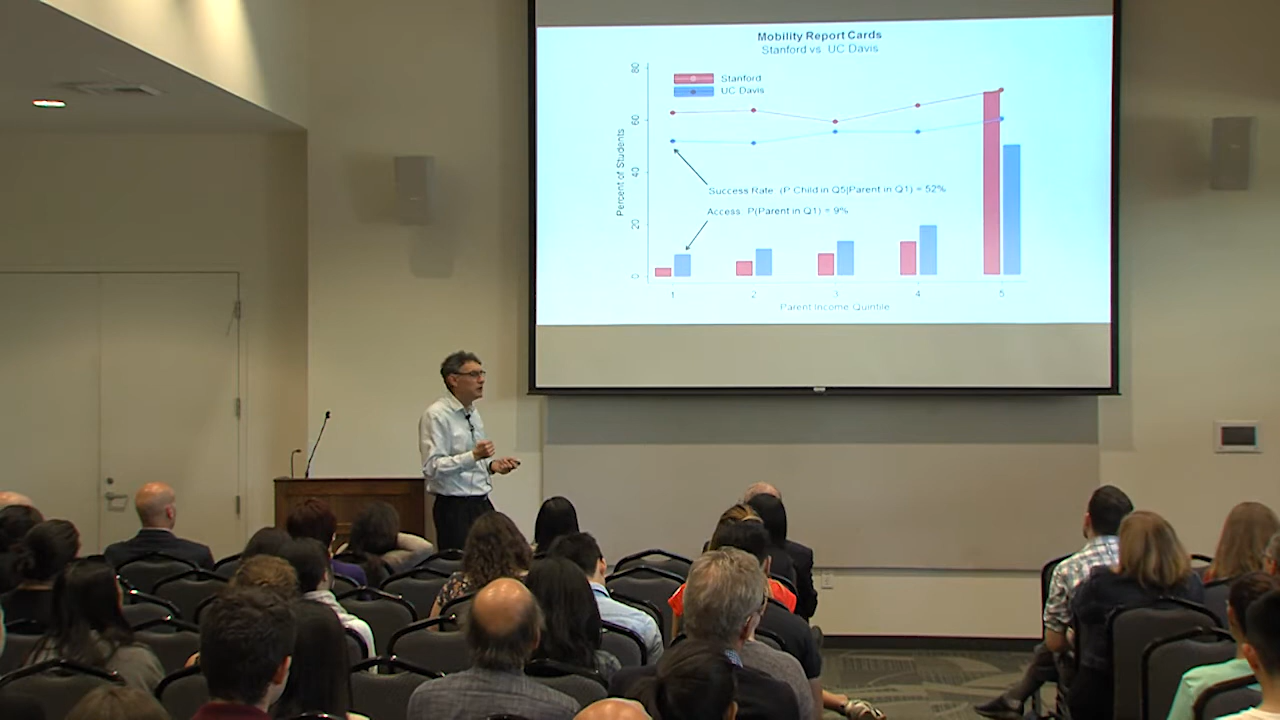 Mobility Report Cards
Stanford vs. UC Davis
Stanford
UC Davis
Percent of Students
80
60
40
20
0
Success Rate: (P Child in Q5|Parent in Q1) = 52%
Access: P(Parent in Q1) = 9%
1 2 3 4 5
Parent Income Quintile